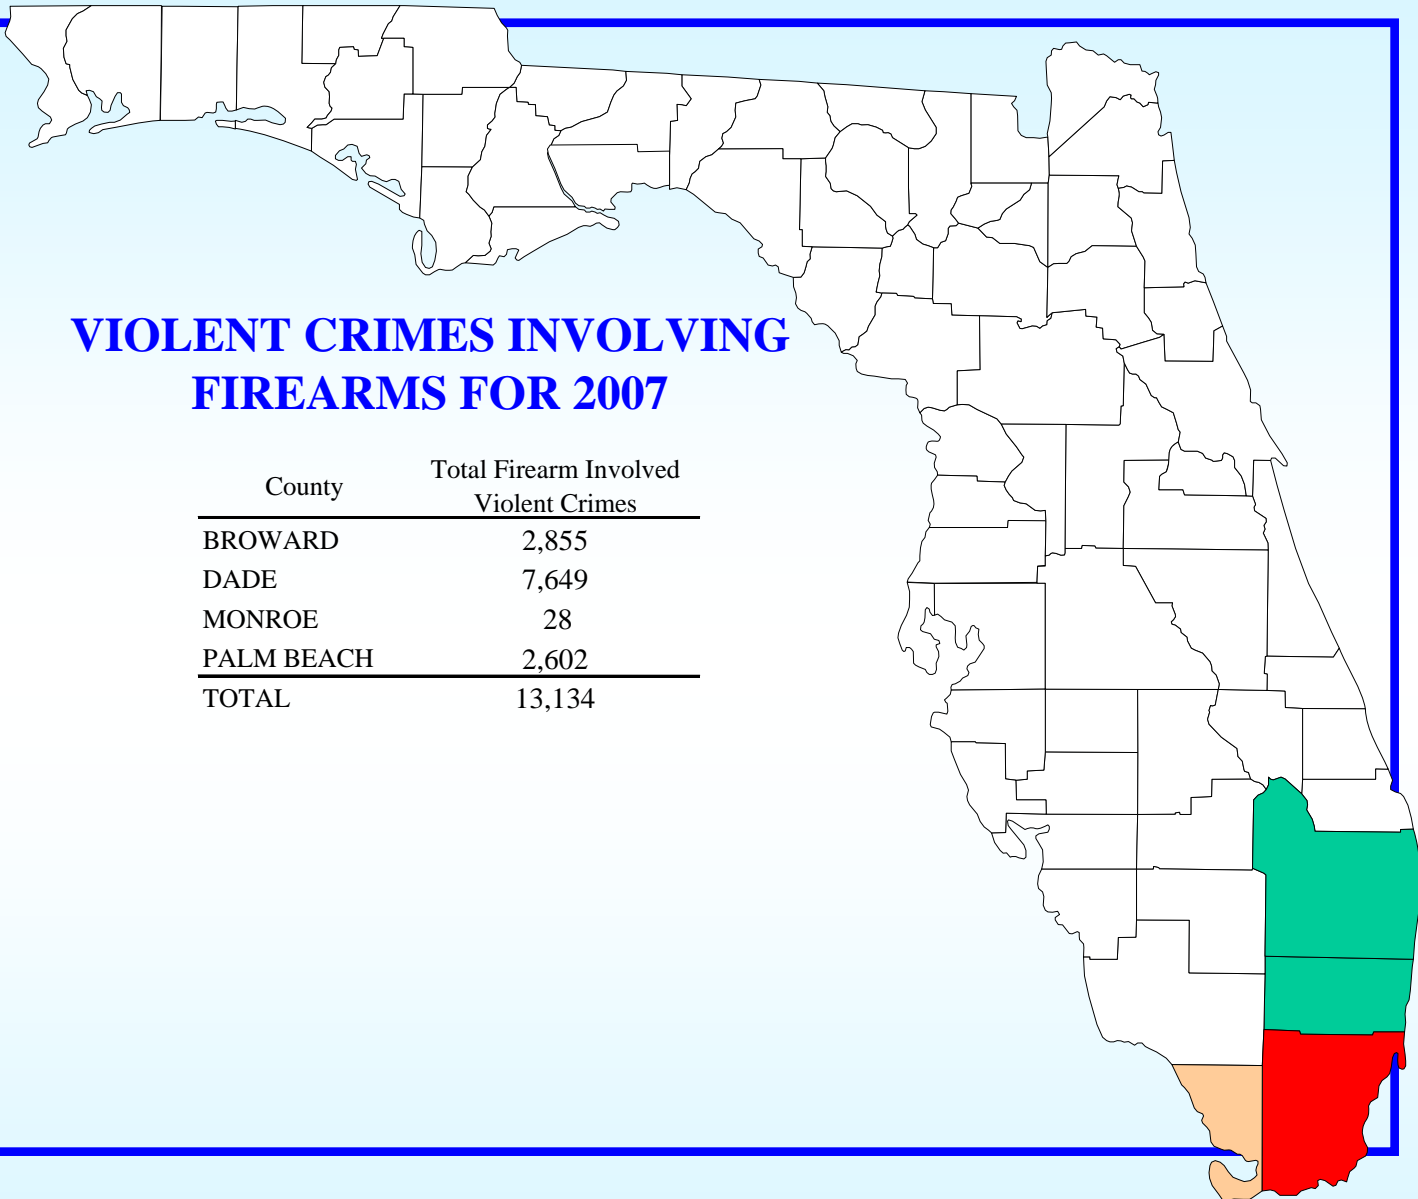 VIOLENT CRIMES INVOLVING
FIREARMS FOR 2007
County Total Firearm Involved
Violent Crimes
BROWARD 2,855
DADE 7,649
MONROE 28
PALM BEACH 2,602
TOTAL 13,134